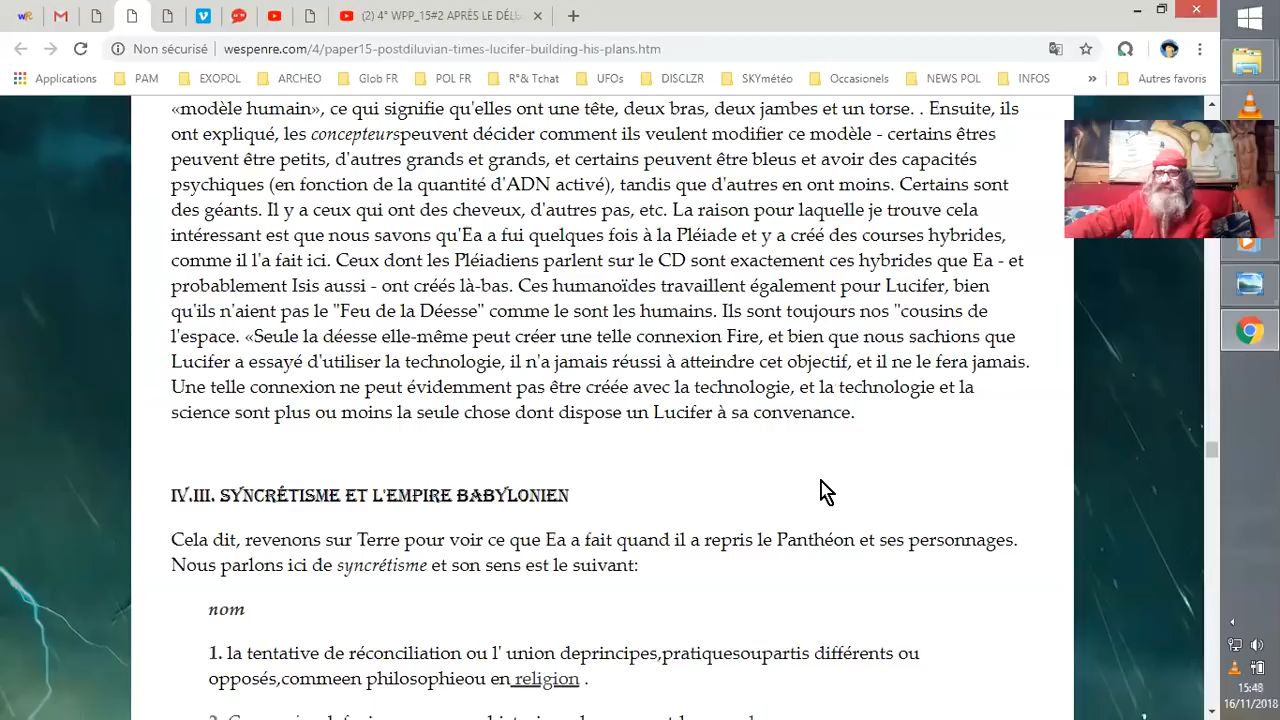 (2) 4° WPP_15#2 APRÈS LE DÉL
Non sécurisé
wespenre.com/4/paper15-postdiluvian-times-lucifer-building-his-plans.htm
Applications
PAM
EXOPOL
ARCHEO
Glob FR
POL FR
R°& Tchat
UFOs
DISCLZR
SKYmétéo
Occasionels
NEWS POL
INFOS
»
Autres favoris
«modèle humain», ce qui signifie qu'elles ont une tête, deux bras, deux jambes et un torse. . Ensuite, ils
ont expliqué, les concepteurspeuvent décider comment ils veulent modifier ce modèle - certains êtres
peuvent être petits, d'autres grands et grands, et certains peuvent être bleus et avoir des capacités
psychiques (en fonction de la quantité d'ADN activé), tandis que d'autres en ont moins. Certains sont
des géants. Il y a ceux qui ont des cheveux, d'autres pas, etc. La raison pour laquelle je trouve cela
intéressant est que nous savons qu'Ea a fui quelques fois à la Pléiade et y a créé des courses hybrides,
comme il l'a fait ici. Ceux dont les Pléiadiens parlent sur le CD sont exactement ces hybrides que Ea - et
probablement Isis aussi - ont créés là-bas. Ces humanoïdes travaillent également pour Lucifer, bien
qu'ils n'aient pas le "Feu de la Déesse" comme le sont les humains. Ils sont toujours nos "cousins de
l'espace. «Seule la déesse elle-même peut créer une telle connexion Fire, et bien que nous sachions que
Lucifer a essayé d'utiliser la technologie, il n'a jamais réussi à atteindre cet objectif, et il ne le fera jamais.
Une telle connexion ne peut évidemment pas être créée avec la technologie, et la technologie et la
science sont plus ou moins la seule chose dont dispose un Lucifer à sa convenance.
IV.III. SYNCRÉTISME ET L'EMPIRE BABYLONIEN
Cela dit, revenons sur Terre pour voir ce que Ea a fait quand il a repris le Panthéon et ses personnages.
Nous parlons ici de syncrétisme et son sens est le suivant:
nom
1. la tentative de réconciliation ou l' union deprincipes,pratiquesoupartis différents ou
opposés,commeen philosophieou en religion .
15:48
16/11/2018